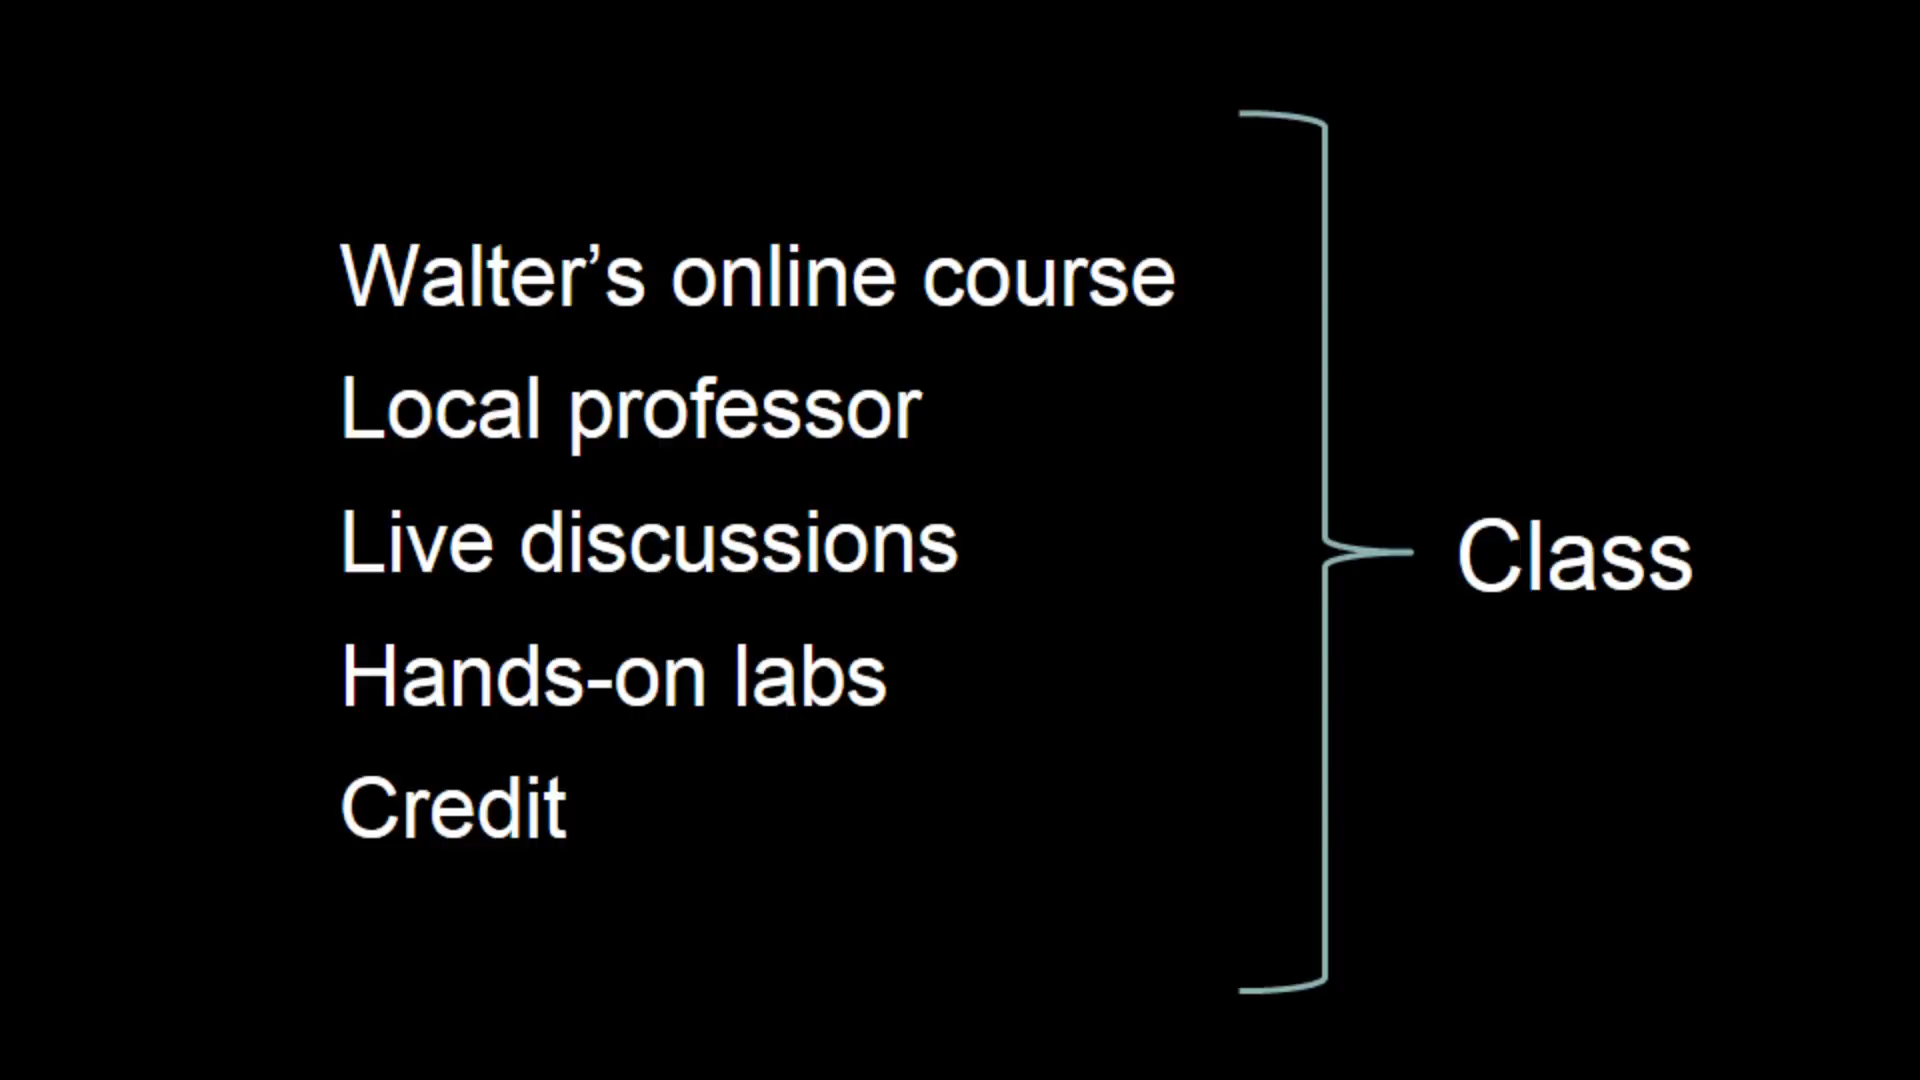 Walter’s online course
Local professor
Live discussions
Hands-on labs
Credit
Class